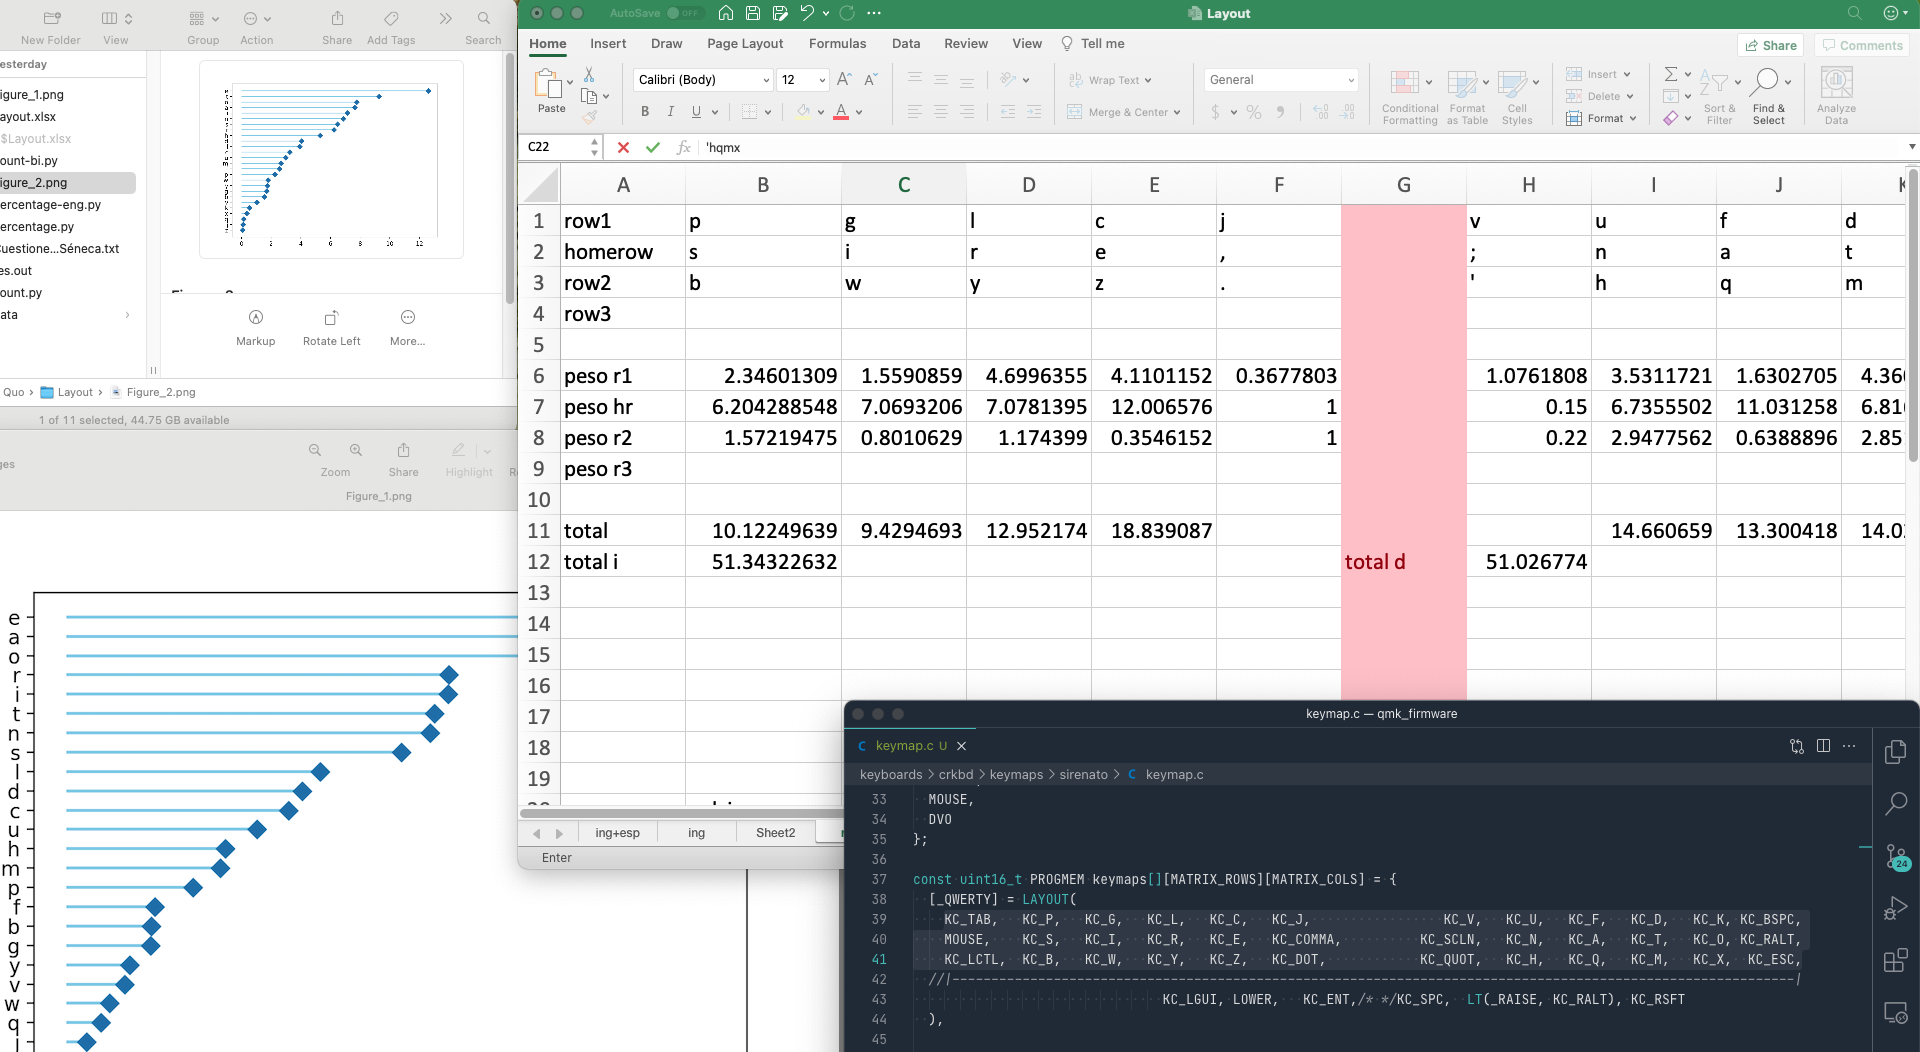 New Folder View Group Action Share Add Tags Search
esterday
igure_1.png
ayout.xlsx
$Layout.xlsx
ount-bi.py
igure_2.png
ercentage-eng.py
ercentage.py
uestione...Séneca.txt
es.out
ount.py
ata
0 2 4 6 8 10 12
Markup Rotate Left More...
Quo › Layout › Figure_2.png
1 of 11 selected, 44.75 GB available
ges
Zoom Share Highlight R
Figure_1.png
e
a
o
r
i
t
n
s
l
d
c
u
h
m
p
f
b
g
y
v
w
q
AutoSave OFF Layout
Home Insert Draw Page Layout Formulas Data Review View Tell me Share Comments
Paste Calibri (Body) 12 Wrap Text General Insert
B I U A Merge & Center $ % Conditional Formatting Format as Table Cell Styles Delete Format Sort & Filter Find & Select Analyze Data
C22 fx 'hqmx
A B C D E F G H I J K
1 row1 p g l c j v u f d
2 homerow s i r e , ; n a t
3 row2 b w y z . ' h q m
4 row3
5
6 peso r1 2.34601309 1.5590859 4.6996355 4.1101152 0.3677803 1.0761808 3.5311721 1.6302705 4.36
7 peso hr 6.204288548 7.0693206 7.0781395 12.006576 1 0.15 6.7355502 11.031258 6.81
8 peso r2 1.57219475 0.8010629 1.174399 0.3546152 1 0.22 2.9477562 0.6388896 2.85
9 peso r3
10
11 total 10.12249639 9.4294693 12.952174 18.839087 14.660659 13.300418 14.0
12 total i 51.34322632 total d 51.026774
13
14
15
16
17
18
19
ing+esp ing Sheet2
Enter
keymap.c — qmk_firmware
C keymap.c U
keyboards > crkbd > keymaps > sirenato > C keymap.c
33 MOUSE,
34 DVO
35 };
36
37 const uint16_t PROGMEM keymaps[][MATRIX_ROWS][MATRIX_COLS] = {
38 [_QWERTY] = LAYOUT(
39 KC_TAB, KC_P, KC_G, KC_L, KC_C, KC_J, KC_V, KC_U, KC_F, KC_D, KC_K, KC_BSPC,
40 MOUSE, KC_S, KC_I, KC_R, KC_E, KC_COMMA, KC_SCLN, KC_N, KC_A, KC_T, KC_O, KC_RALT,
41 KC_LCTL, KC_B, KC_W, KC_Y, KC_Z, KC_DOT, KC_QUOT, KC_H, KC_Q, KC_M, KC_X, KC_ESC,
42 //|--------------------------------------------------------------------------------|
43 KC_LGUI, LOWER, KC_ENT,/* */KC_SPC, LT(_RAISE, KC_RALT), KC_RSFT
44 ),
45
24